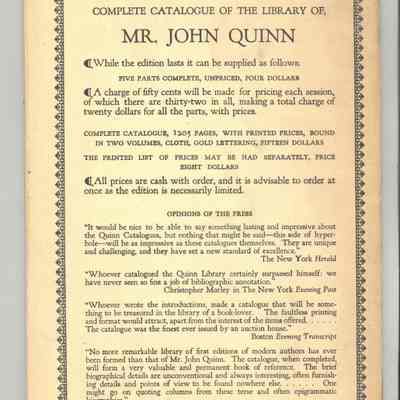 COMPLETE CATALOGUE OF THE LIBRARY OF,
MR. JOHN QUINN
¶While the edition lasts it can be supplied as follows:
FIVE PARTS COMPLETE, UNPRICED, FOUR DOLLARS
¶A charge of fifty cents will be made for pricing each session,
of which there are thirty-two in all, making a total charge of
twenty dollars for all the parts, with prices.
COMPLETE CATALOGUE, 1205 PAGES, WITH PRINTED PRICES, BOUND
IN TWO VOLUMES, CLOTH, GOLD LETTERING, FIFTEEN DOLLARS
THE PRINTED LIST OF PRICES MAY BE HAD SEPARATELY, PRICE
EIGHT DOLLARS
¶All prices are cash with order, and it is advisable to order at
once as the edition is necessarily limited.
OPINIONS OF THE PRESS
"It would be nice to be able to say something lasting and impressive about
the Quinn Catalogues, but nothing that might be said—this side of hyper-
bole—will be as impressive as these catalogues themselves. They are unique
and challenging, and they have set a new standard of excellence."
The New York Herald
"Whoever catalogued the Quinn Library certainly surpassed himself: we
have never seen so fine a job of bibliographic annotation."
Christopher Morley in The New York Evening Post
"Whoever wrote the introductions, made a catalogue that will be some-
thing to be treasured in the library of a book-lover. The faultless printing
and format would attract, apart from the interest of the items offered. . . . . . .
The catalogue was the finest ever issued by an auction house."
Boston Evening Transcript
"No more remarkable library of first editions of modern authors has ever
been formed than that of Mr. John Quinn. The catalogue, when completed,
will form a very valuable and permanent book of reference. The brief
biographical details are unconventional and always interesting, often furnish-
ing details and points of view to be found nowhere else. . . . . . One
might go on quoting columns from these terse and often epigrammatic